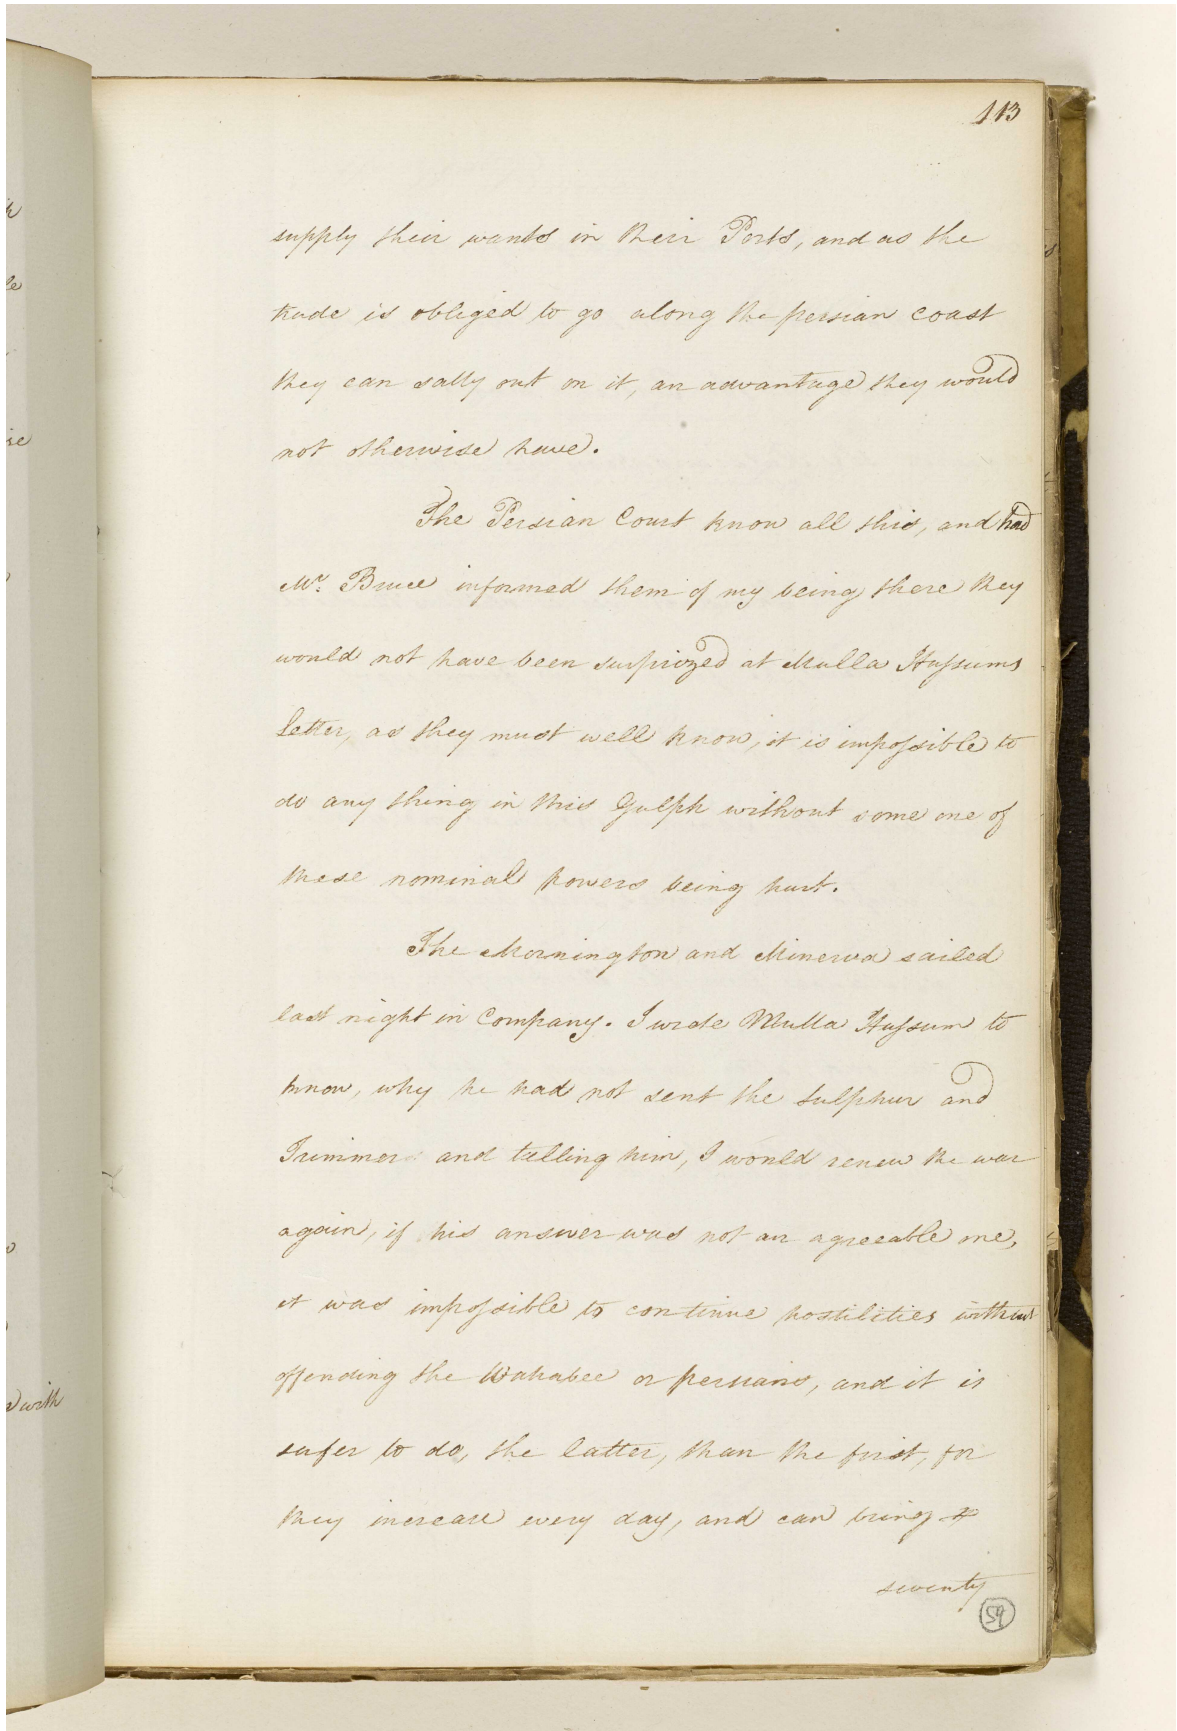 113
supply their wants in their Ports, and as the
trade is obliged to go along the persian coast
they can sally out on it, an advantage they would
not otherwise have.
The Persian Court know all this, and had
Mr. Bruce informed them of my being there they
would not have been surprized at Mulla Hussums
letter, as they must well know, it is impossible to
do any thing in this Gulph without some one of
these nominal powers being hurt.
The Mornington and Minerva sailed
last night in Company. I wrote Mulla Hussum to
know, why he had not sent the sulphur and
Trimmer and telling him, I would renew the war
again, if his answer was not an agreeable one,
it was impossible to continue hostilities without
offending the Wahabee or persians, and it is
safer to do, the latter, than the first, for
they increase every day, and can bring
seventy
59
with